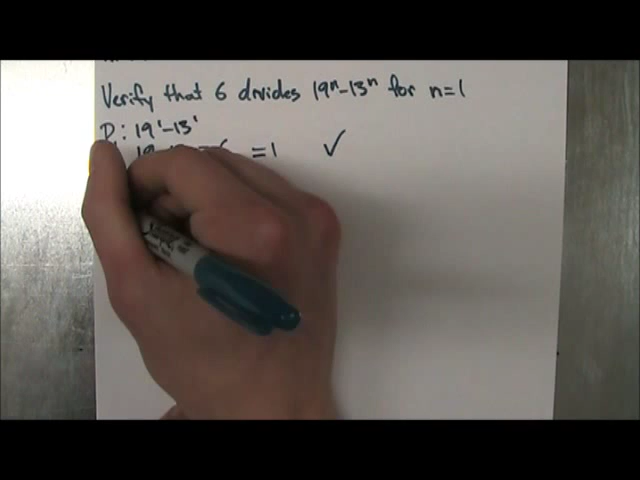 Verify that 6 divides 19ⁿ-13ⁿ for n=1
P: 19¹-13¹
=1 ✓